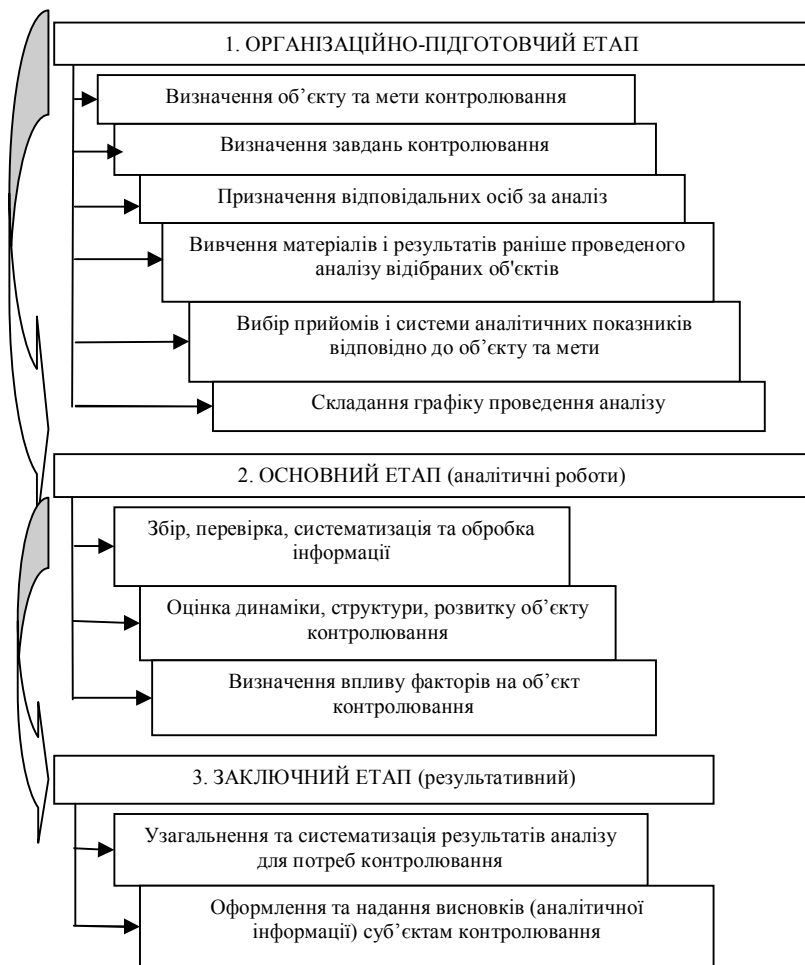 1. ОРГАНІЗАЦІЙНО-ПІДГОТОВЧИЙ ЕТАП
Визначення об’єкту та мети контролювання
Визначення завдань контролювання
Призначення відповідальних осіб за аналіз
Вивчення матеріалів і результатів раніше проведеного
аналізу відібраних об'єктів
Вибір прийомів і системи аналітичних показників
відповідно до об’єкту та мети
Складання графіку проведення аналізу
2. ОСНОВНИЙ ЕТАП (аналітичні роботи)
Збір, перевірка, систематизація та обробка
інформації
Оцінка динаміки, структури, розвитку об’єкту
контролювання
Визначення впливу факторів на об’єкт
контролювання
3. ЗАКЛЮЧНИЙ ЕТАП (результативний)
Узагальнення та систематизація результатів аналізу
для потреб контролювання
Оформлення та надання висновків (аналітичної
інформації) суб’єктам контролювання